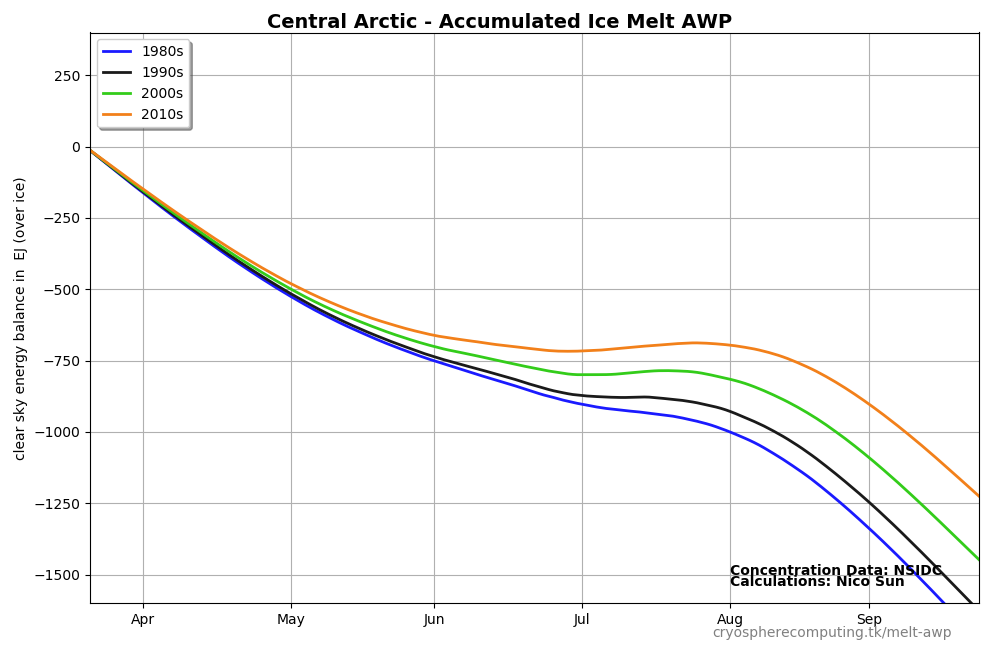 Central Arctic - Accumulated Ice Melt AWP
1980s
1990s
2000s
2010s
clear sky energy balance in  EJ (over ice)
250
0
−250
−500
−750
−1000
−1250
−1500
Concentration Data: NSIDC
Calculations: Nico Sun
Apr
May
Jun
Jul
Aug
Sep
cryospherecomputing.tk/melt-awp